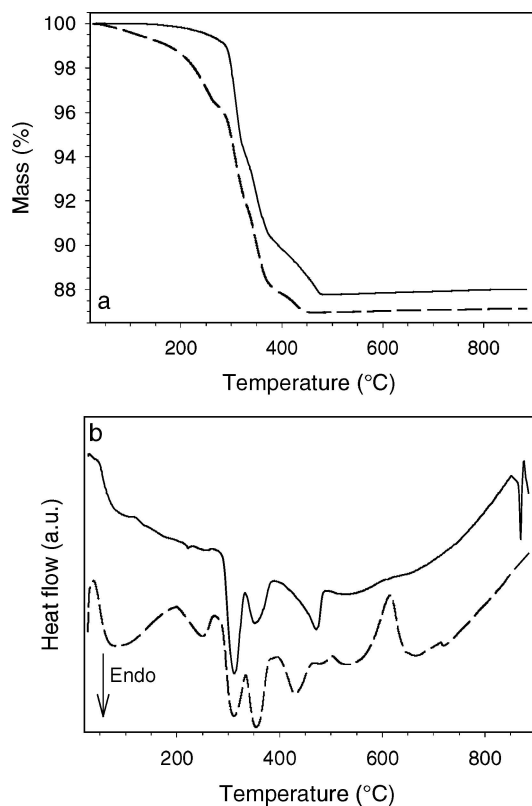 100
98
96
94
92
90
88
Mass (%)
a
200 400 600 800
Temperature (°C)
b
Heat flow (a.u.)
Endo
200 400 600 800
Temperature (°C)